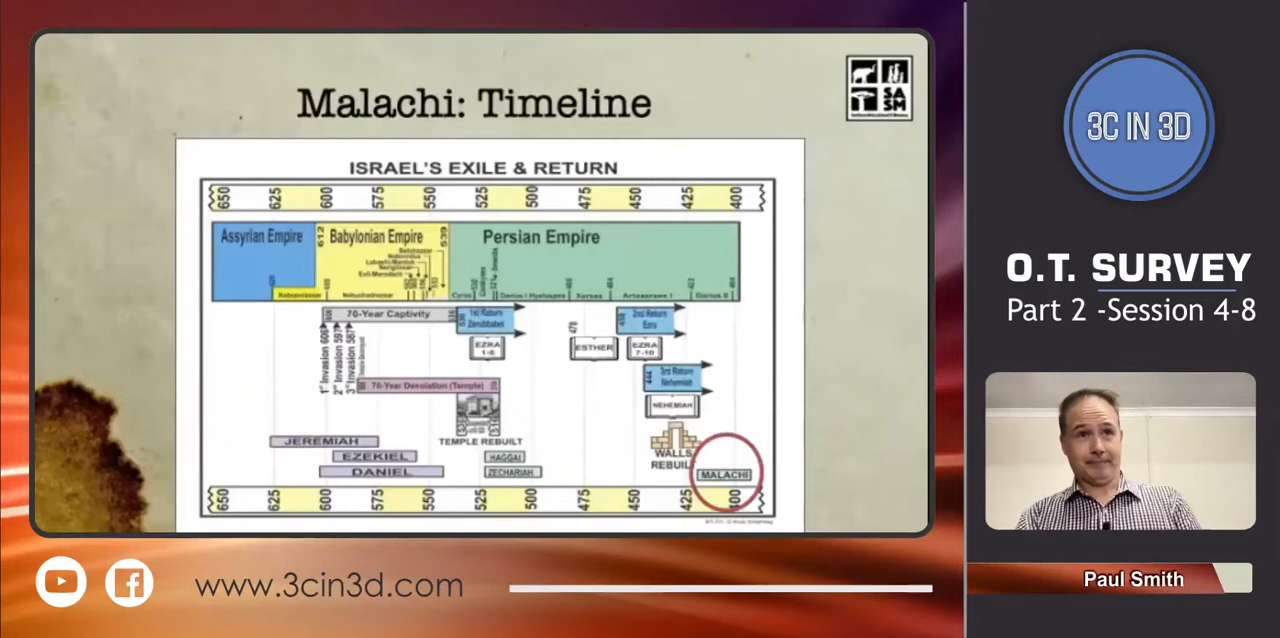 Malachi: Timeline
SA
SM
ISRAEL'S EXILE & RETURN
650 625 600 575 550 525 500 475 450 425 400
Assyrian Empire
612
Babylonian Empire
539
Persian Empire
Nebuchadnezzar
Cyrus
Xerxes
Artaxerxes I
Darius II
70-Year Captivity
1st Return
Zerubbabel
2nd Return
Ezra
478
EZRA
1-6
ESTHER
EZRA
7-10
1st Invasion 606
2nd Invasion 597
3rd Invasion 587
70-Year Desolation (Temple)
444
3rd Return
Nehemiah
NEHEMIAH
TEMPLE REBUILT
WALLS
REBUILT
JEREMIAH
EZEKIEL
DANIEL
HAGGAI
ZECHARIAH
MALACHI
650 625 600 575 550 525 500 475 450 425 400
www.3cin3d.com
3C IN 3D
O.T. SURVEY
Part 2 -Session 4-8
Paul Smith